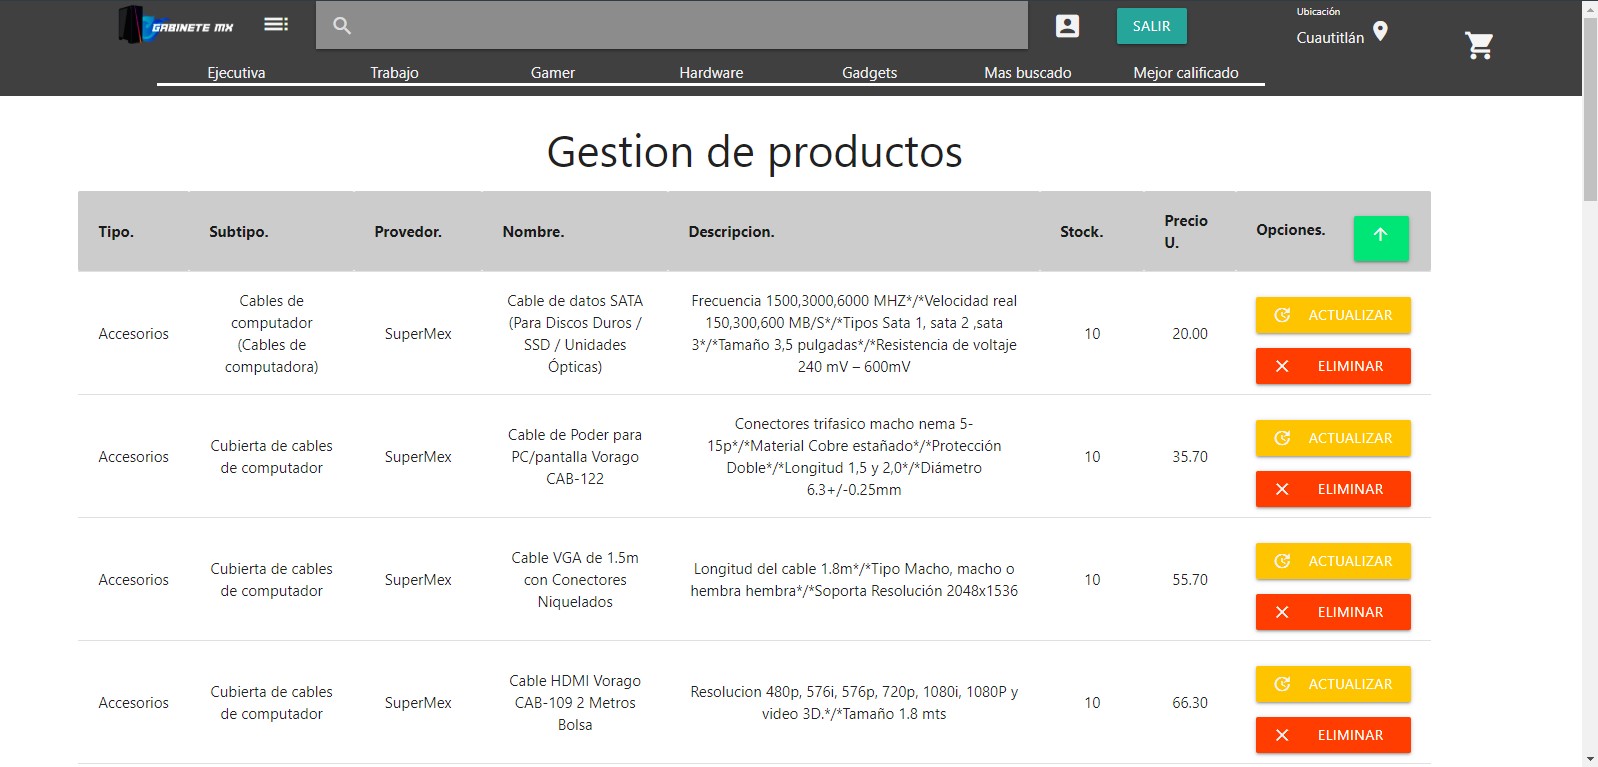 GABINETE MX
SALIR
Ubicación
Cuautitlán
Ejecutiva Trabajo Gamer Hardware Gadgets Mas buscado Mejor calificado
Gestion de productos
Tipo. Subtipo. Provedor. Nombre. Descripcion. Stock. Precio U. Opciones.
Accesorios
Cables de
computador
(Cables de
computadora)
SuperMex
Cable de datos SATA
(Para Discos Duros /
SSD / Unidades
Ópticas)
Frecuencia 1500,3000,6000 MHZ*/*Velocidad real
150,300,600 MB/S*/*Tipos Sata 1, sata 2 ,sata
3*/*Tamaño 3,5 pulgadas*/*Resistencia de voltaje
240 mV – 600mV
10
20.00
ACTUALIZAR
ELIMINAR
Accesorios
Cubierta de cables
de computador
SuperMex
Cable de Poder para
PC/pantalla Vorago
CAB-122
Conectores trifasico macho nema 5-
15p*/*Material Cobre estañado*/*Protección
Doble*/*Longitud 1,5 y 2,0*/*Diámetro
6.3+/-0.25mm
10
35.70
ACTUALIZAR
ELIMINAR
Accesorios
Cubierta de cables
de computador
SuperMex
Cable VGA de 1.5m
con Conectores
Niquelados
Longitud del cable 1.8m*/*Tipo Macho, macho o
hembra hembra*/*Soporta Resolución 2048x1536
10
55.70
ACTUALIZAR
ELIMINAR
Accesorios
Cubierta de cables
de computador
SuperMex
Cable HDMI Vorago
CAB-109 2 Metros
Bolsa
Resolucion 480p, 576i, 576p, 720p, 1080i, 1080P y
video 3D.*/*Tamaño 1.8 mts
10
66.30
ACTUALIZAR
ELIMINAR